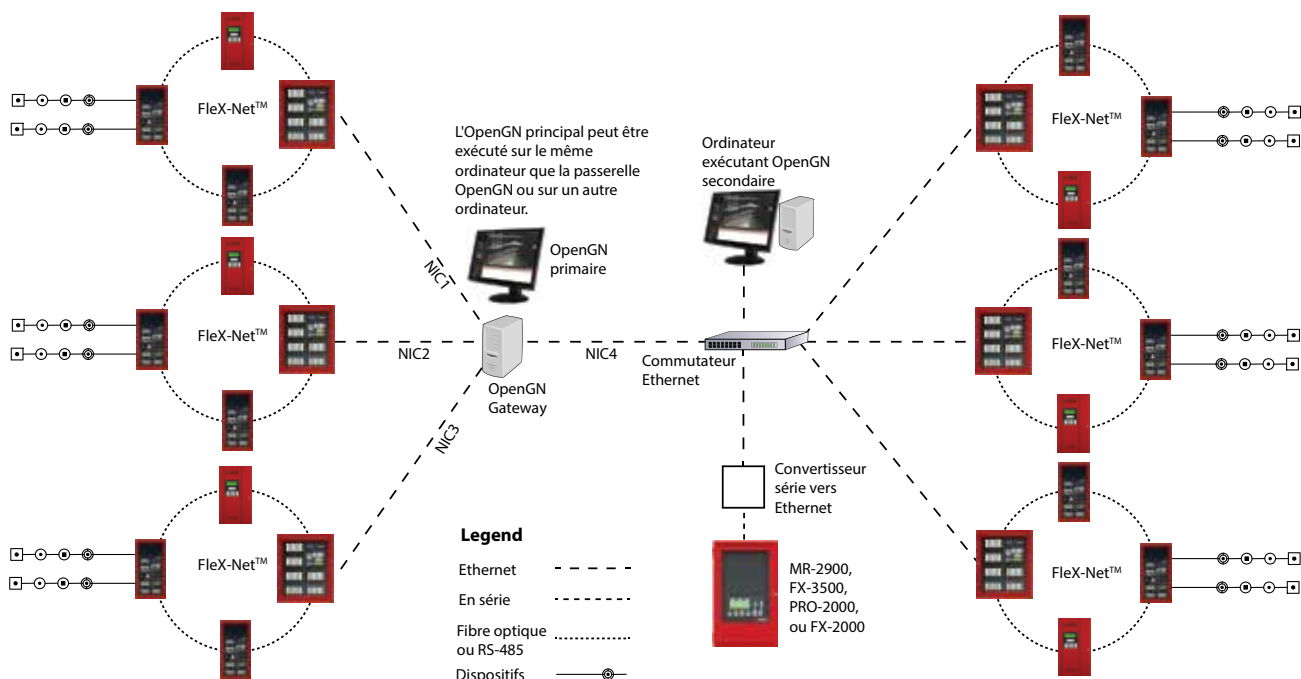 FleX-Net™
FleX-Net™
L'OpenGN principal peut être
exécuté sur le même
ordinateur que la passerelle
OpenGN ou sur un autre
ordinateur.
Ordinateur
exécutant OpenGN
secondaire
OpenGN
primaire
NIC1
FleX-Net™
NIC2
NIC4
Commutateur
Ethernet
FleX-Net™
OpenGN
Gateway
NIC3
Convertisseur
série vers
Ethernet
FleX-Net™
FleX-Net™
Legend
Ethernet
En série
Fibre optique
ou RS-485
Dispositifs
MR-2900,
FX-3500,
PRO-2000,
ou FX-2000